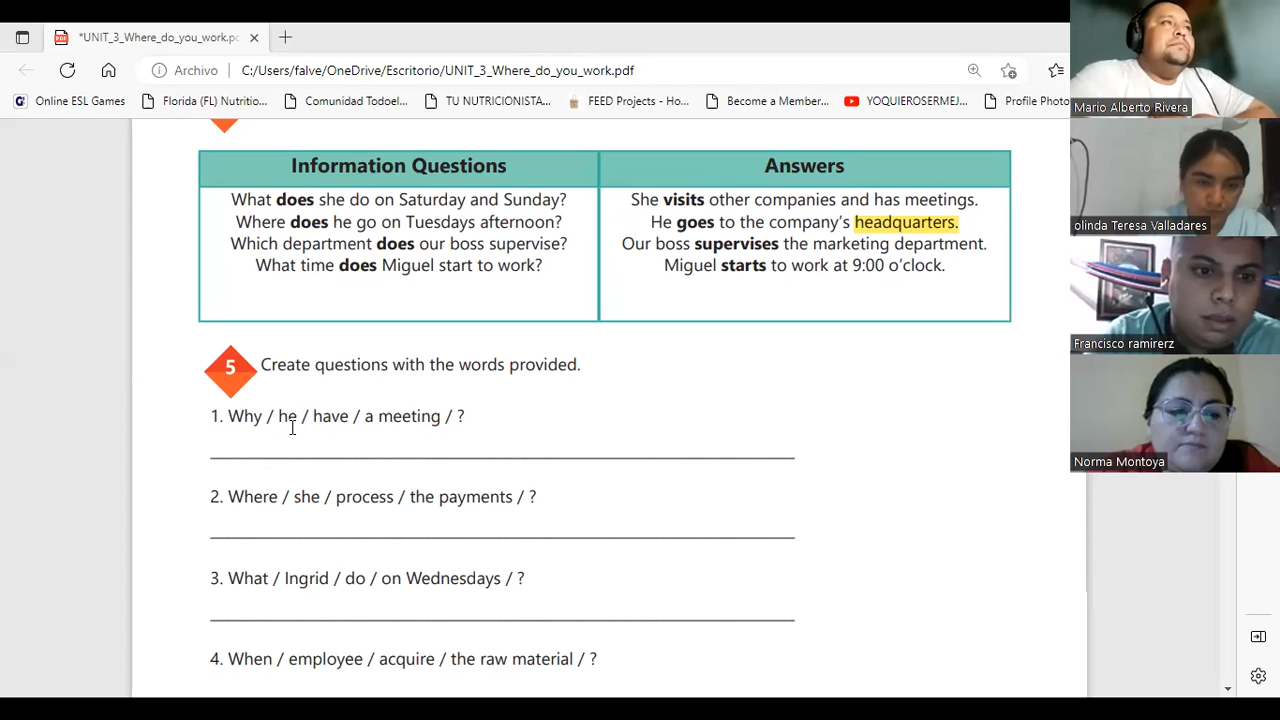 *UNIT_3_Where_do_you_work.pc
Archivo C:/Users/falve/OneDrive/Escritorio/UNIT_3_Where_do_you_work.pdf
Online ESL Games Florida (FL) Nutritio... Comunidad Todoel... TU NUTRICIONISTA... FEED Projects - Ho... Become a Member... YOQUIEROSERMEJ... Profile Photo
Information Questions Answers
What does she do on Saturday and Sunday? She visits other companies and has meetings.
Where does he go on Tuesdays afternoon? He goes to the company's headquarters.
Which department does our boss supervise? Our boss supervises the marketing department.
What time does Miguel start to work? Miguel starts to work at 9:00 o'clock.
5 Create questions with the words provided.
1. Why / he / have / a meeting / ?
2. Where / she / process / the payments / ?
3. What / Ingrid / do / on Wednesdays / ?
4. When / employee / acquire / the raw material / ?
Mario Alberto Rivera
olinda Teresa Valladares
Francisco ramirerz
Norma Montoya